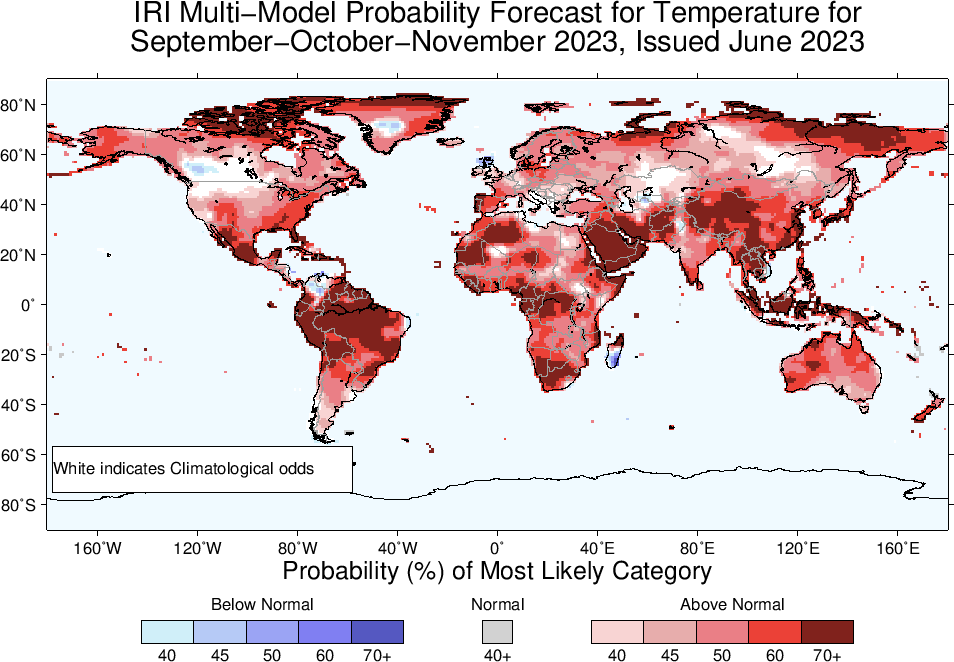 IRI Multi−Model Probability Forecast for Temperature for
September−October−November 2023, Issued June 2023
80˚N
60˚N
40˚N
20˚N
0˚
20˚S
40˚S
60˚S
80˚S
White indicates Climatological odds
160˚W 120˚W 80˚W 40˚W 0˚ 40˚E 80˚E 120˚E 160˚E
Probability (%) of Most Likely Category
Below Normal Normal Above Normal
40 45 50 60 70+ 40+ 40 45 50 60 70+